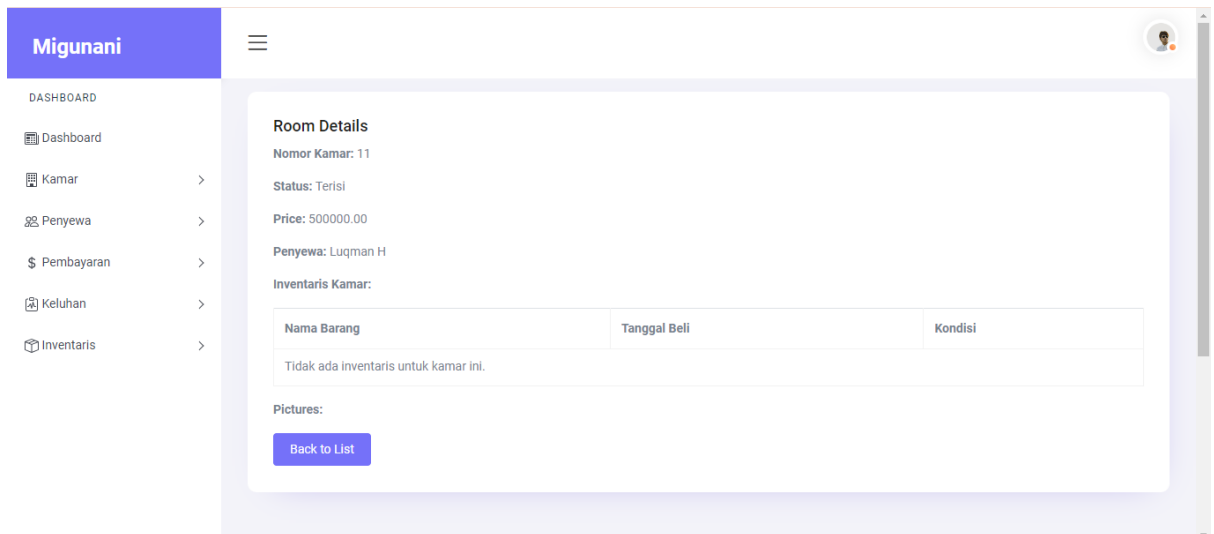 Migunani
DASHBOARD
Dashboard
Kamar
Penyewa
$ Pembayaran
Keluhan
Inventaris
Room Details
Nomor Kamar: 11
Status: Terisi
Price: 500000.00
Penyewa: Luqman H
Inventaris Kamar:
Nama Barang Tanggal Beli Kondisi
Tidak ada inventaris untuk kamar ini.
Pictures:
Back to List